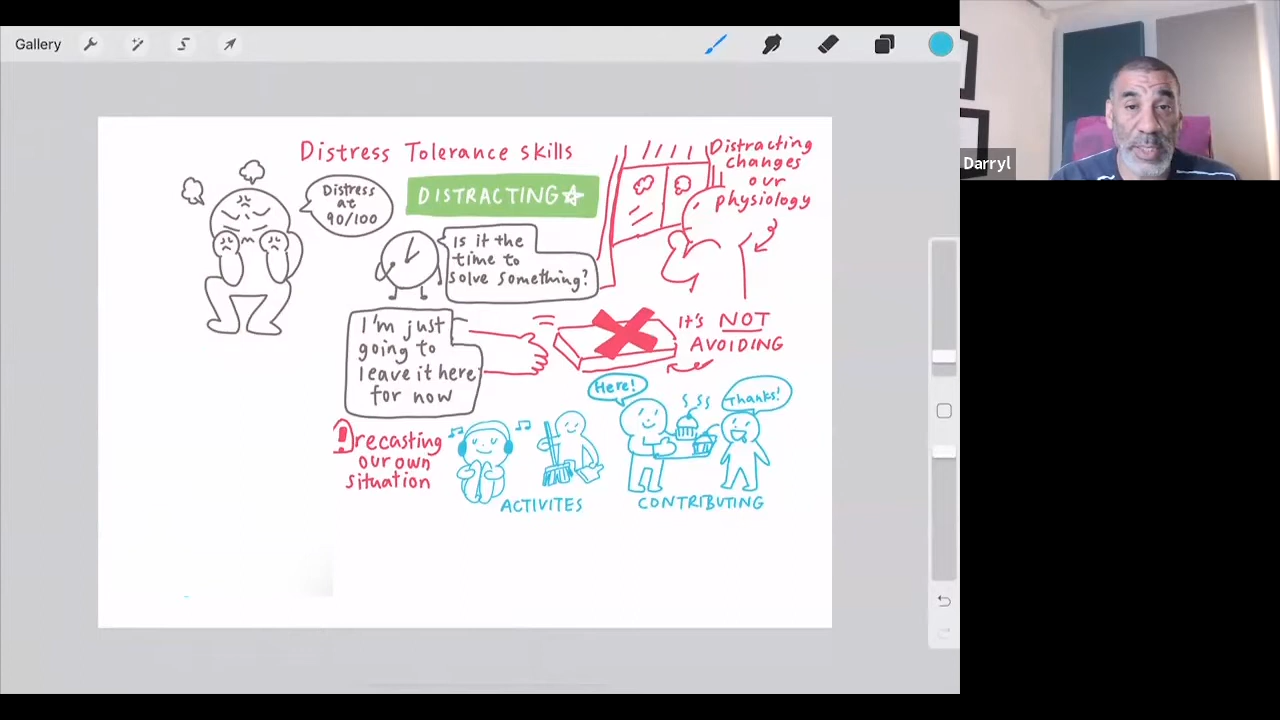 Gallery
Darryl
Distress Tolerance skills
DISTRACTING
Distress
at
90/100
Distracting
changes
our
physiology
Is it the
time to
solve something?
I'm just
going to
leave it here
for now
It's NOT
AVOIDING
Here!
Thanks!
! recasting
our own
situation
ACTIVITES
CONTRIBUTING